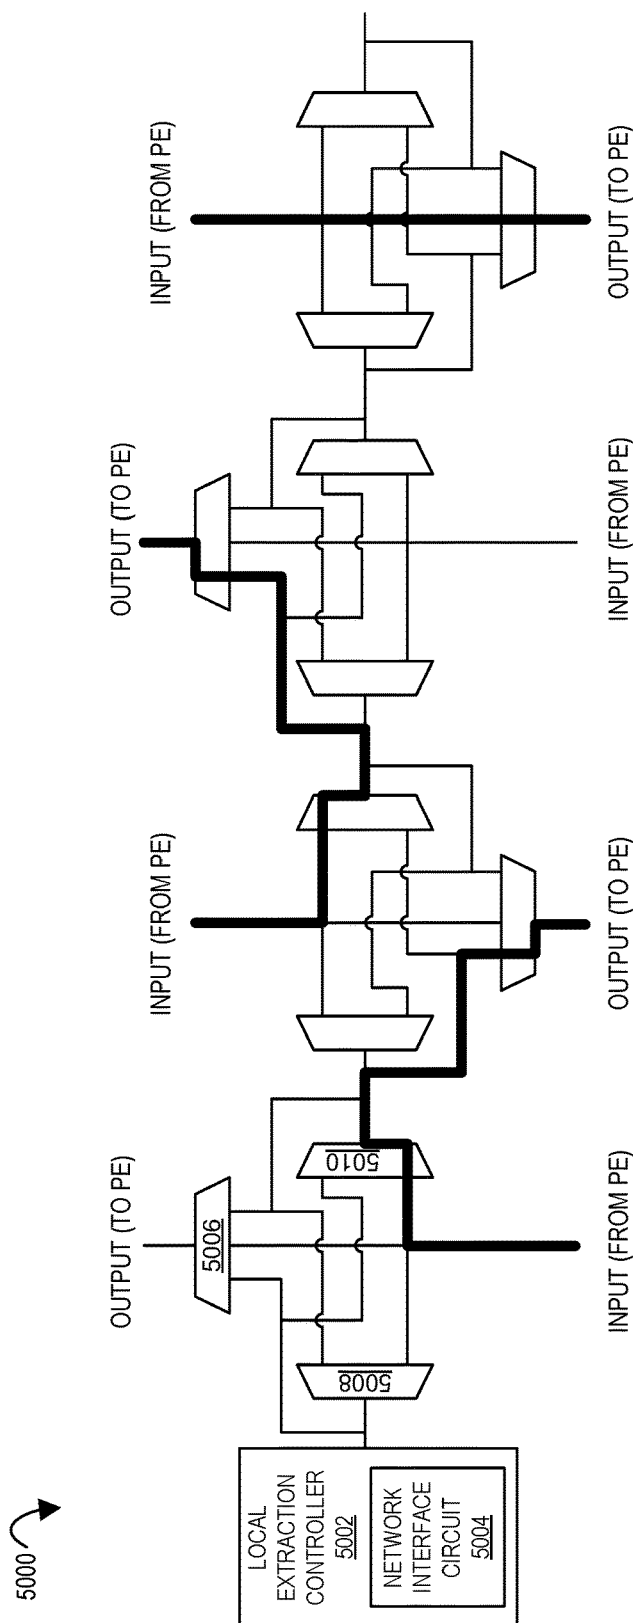 5000
LOCAL
EXTRACTION
CONTROLLER
5002
NETWORK
INTERFACE
CIRCUIT
5004
OUTPUT (TO PE)
5006
5008
5010
INPUT (FROM PE)
INPUT (FROM PE)
OUTPUT (TO PE)
OUTPUT (TO PE)
INPUT (FROM PE)
INPUT (FROM PE)
OUTPUT (TO PE)